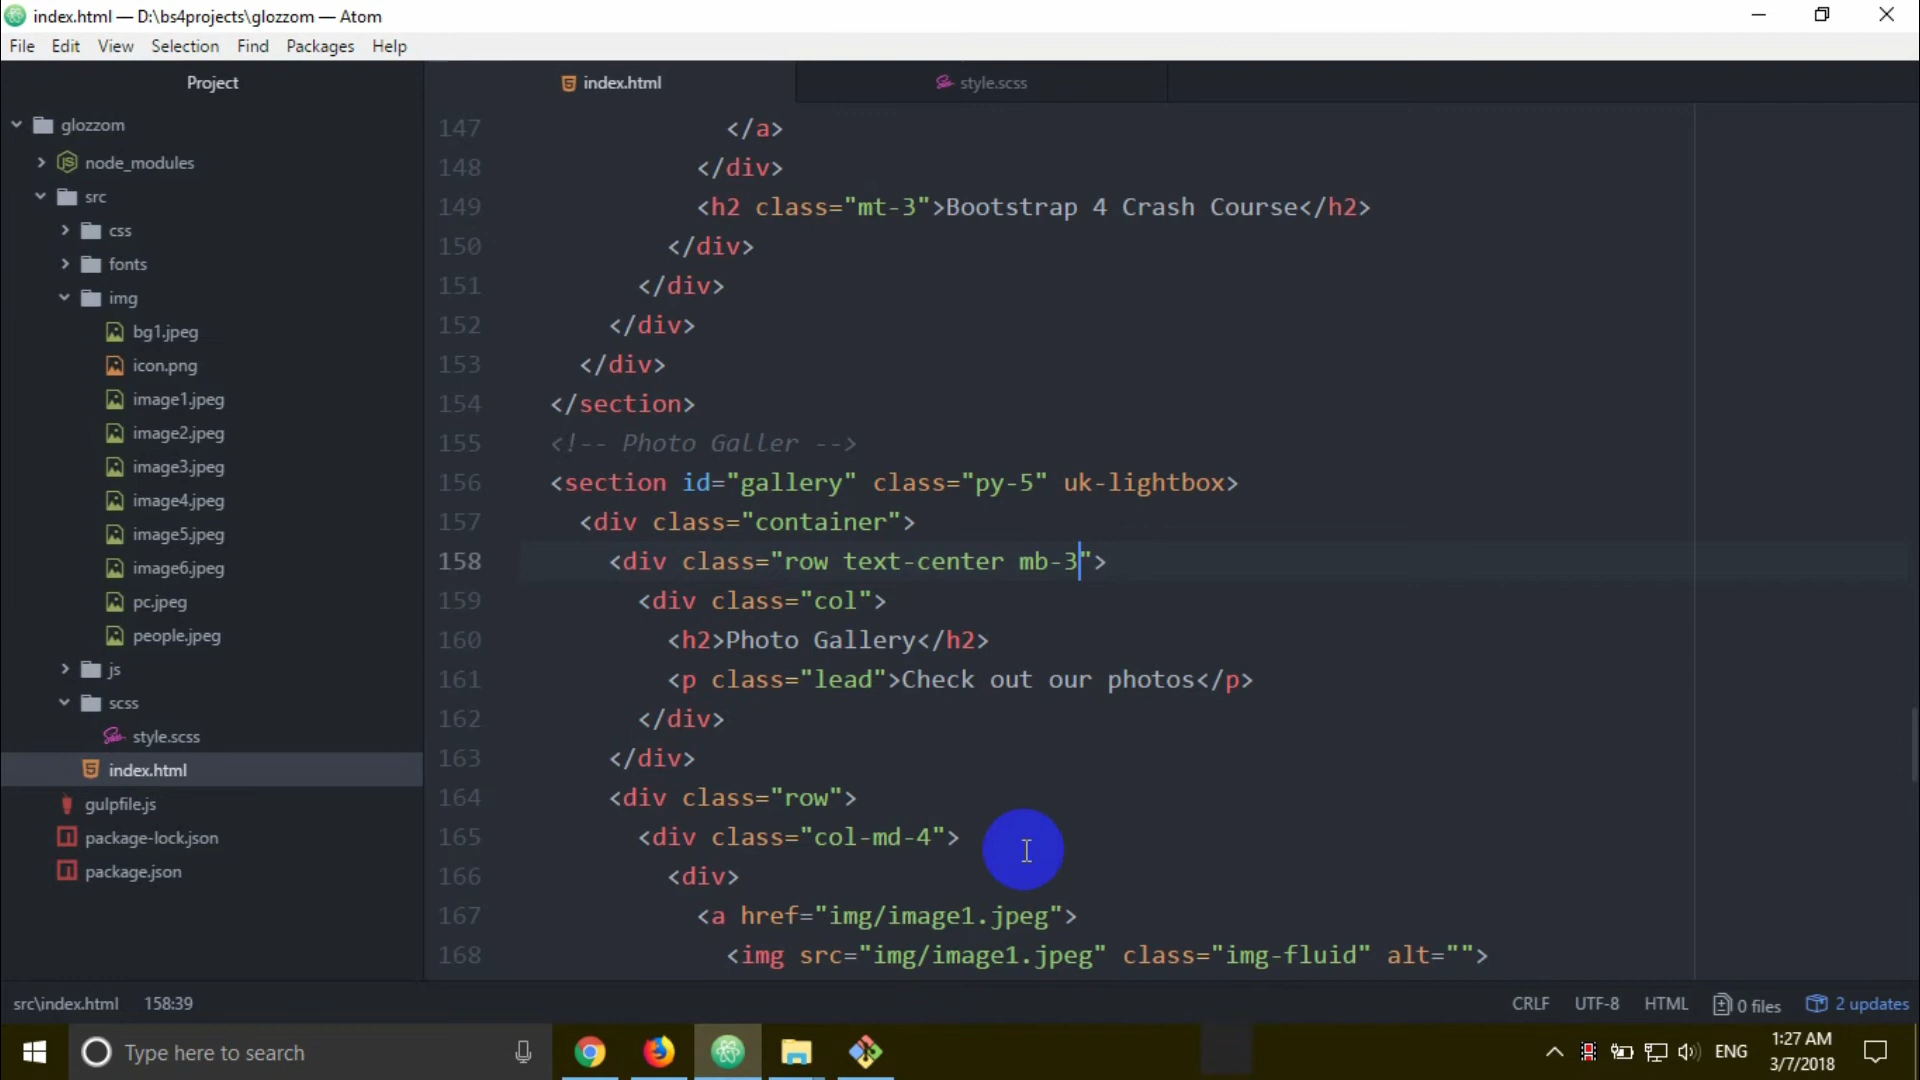 index.html — D:\bs4projects\glozzom — Atom
File Edit View Selection Find Packages Help
Project
index.html
style.scss
glozzom
node_modules
src
css
fonts
img
bg1.jpeg
icon.png
image1.jpeg
image2.jpeg
image3.jpeg
image4.jpeg
image5.jpeg
image6.jpeg
pc.jpeg
people.jpeg
js
scss
style.scss
index.html
gulpfile.js
package-lock.json
package.json
147 </a>
148 </div>
149 <h2 class="mt-3">Bootstrap 4 Crash Course</h2>
150 </div>
151 </div>
152 </div>
153 </div>
154 </section>
155 <!-- Photo Galler -->
156 <section id="gallery" class="py-5" uk-lightbox>
157 <div class="container">
158 <div class="row text-center mb-3">
159 <div class="col">
160 <h2>Photo Gallery</h2>
161 <p class="lead">Check out our photos</p>
162 </div>
163 </div>
164 <div class="row">
165 <div class="col-md-4">
166 <div>
167 <a href="img/image1.jpeg">
168 <img src="img/image1.jpeg" class="img-fluid" alt="">
src\index.html 158:39
CRLF UTF-8 HTML 0 files 2 updates
Type here to search
ENG
1:27 AM
3/7/2018